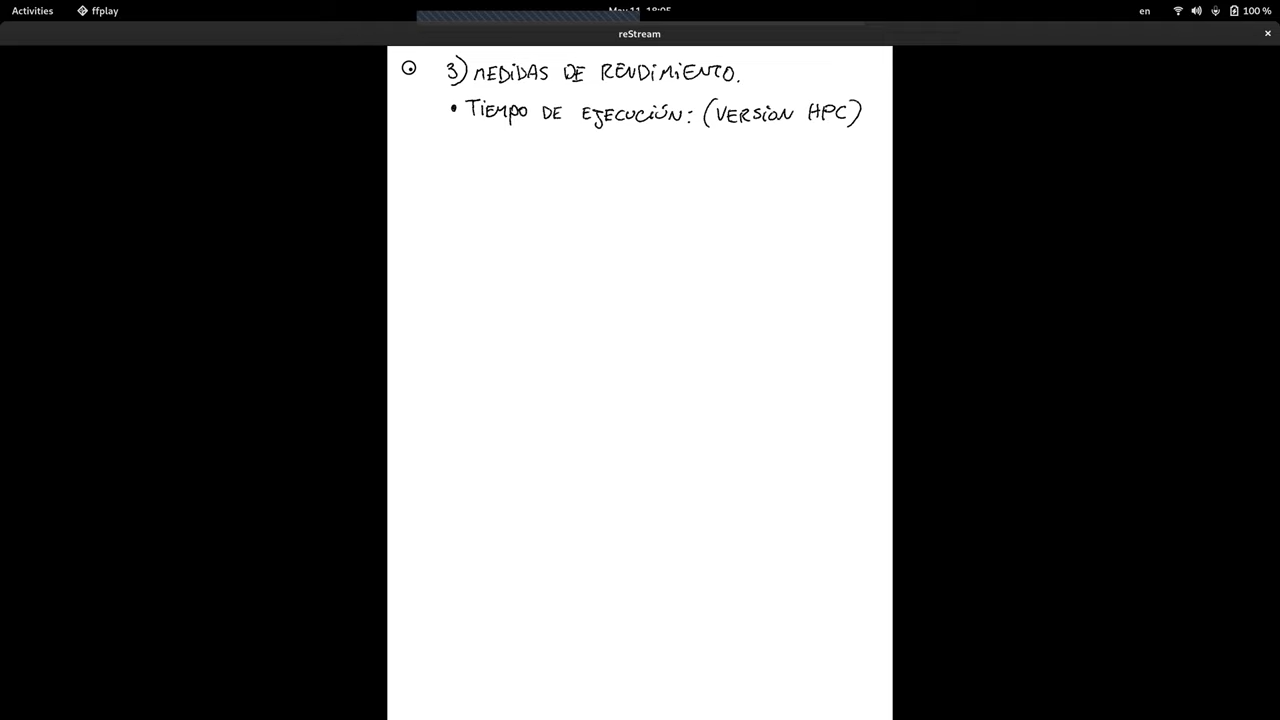 Activities ffplay en 100 %
reStream
3) MEDIDAS DE RENDIMIENTO.
• TIEMPO DE EJECUCIÓN: (VERSION HPC)